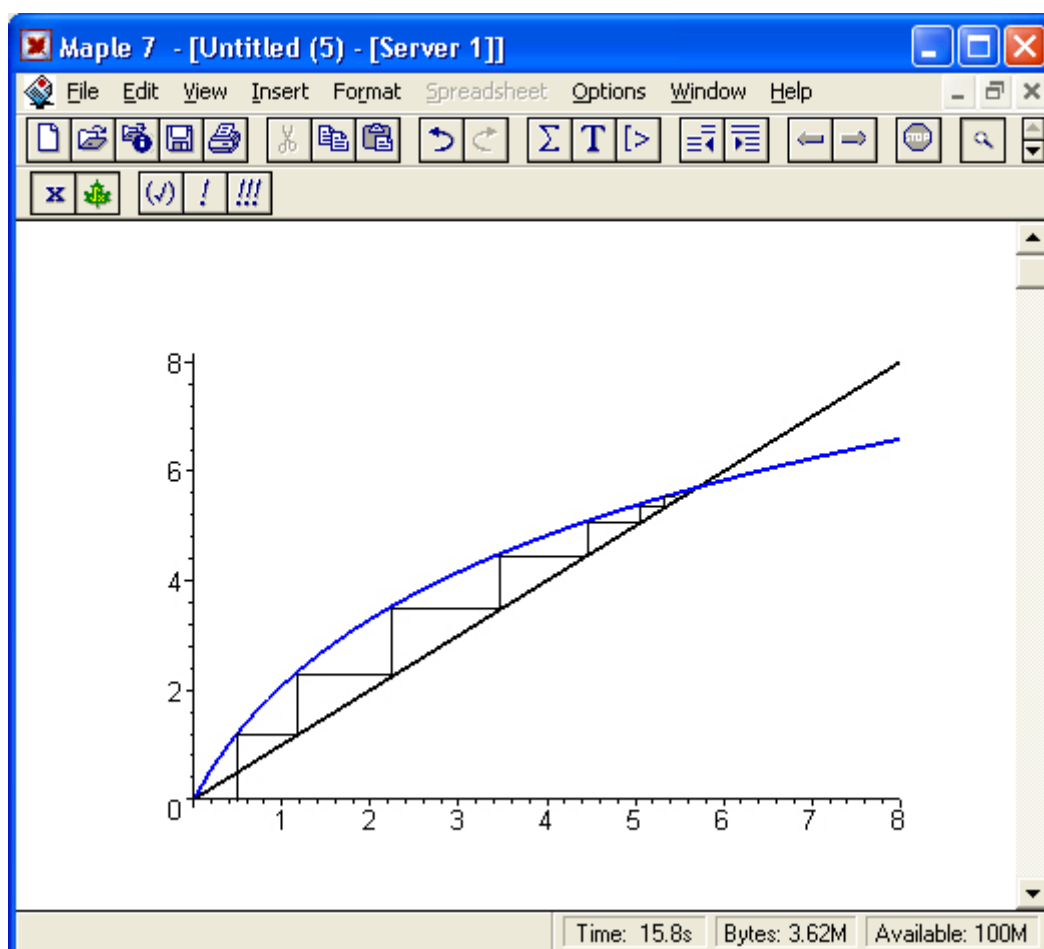 Maple 7 - [Untitled (5) - [Server 1]]
File Edit View Insert Format Spreadsheet Options Window Help
Σ T [> STOP
x (√) ! !!!
8
6
4
2
0
1 2 3 4 5 6 7 8
Time: 15.8s Bytes: 3.62M Available: 100M